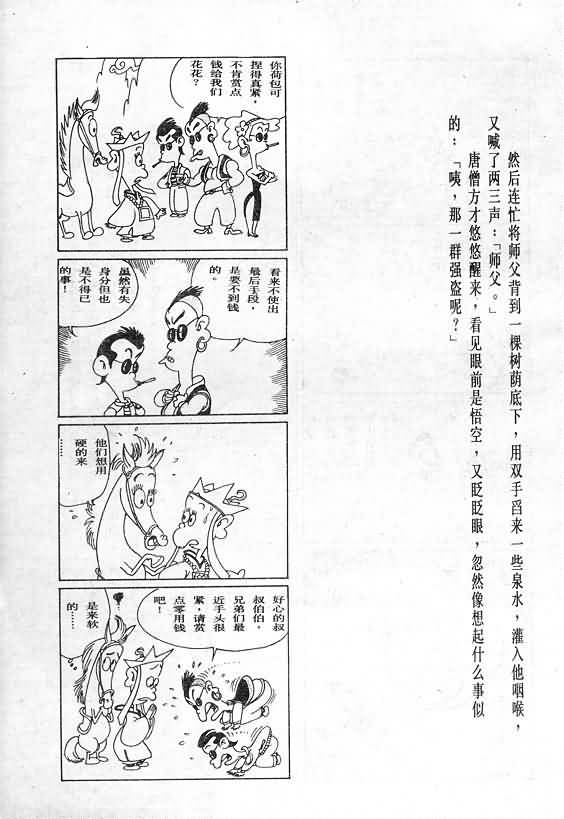 然后连忙将师父背到一棵树荫底下，用双手舀来一些泉水，灌入他咽喉，
又喊了两三声：「师父。」
唐僧方才悠悠醒来，看见眼前是悟空，又眨眨眼，忽然像想起什么事似
的：「咦，那一群强盗呢？」
你荷包可
捏得真紧，
不肯赏点
钱给我们
花花？
看来不使出
最后手段，
是要不到钱
的。
虽然有失
身分但也
是不得已
的事！
他们想用
硬的来
……
好心的叔
叔伯伯，
兄弟们最
近手头很
紧，请赏
点零用钱
吧！
是来软
的……